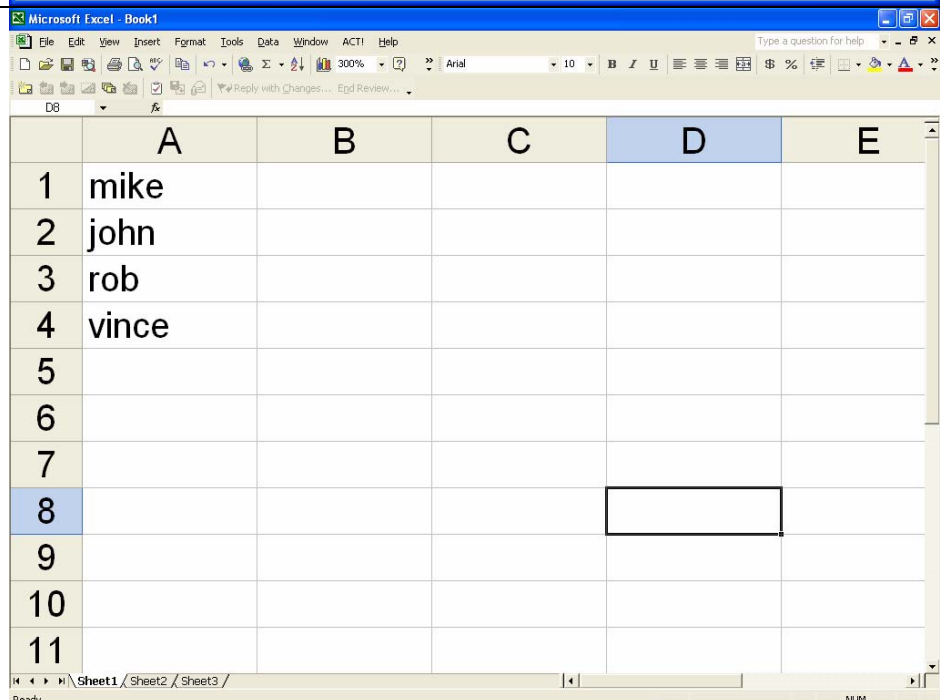 Microsoft Excel - Book1
File Edit View Insert Format Tools Data Window ACT! Help Type a question for help
300% Arial 10 B I U $ %
Reply with Changes... End Review...
D8 fx
A B C D E
1 mike
2 john
3 rob
4 vince
5
6
7
8
9
10
11
Sheet1 Sheet2 Sheet3
Ready NUM